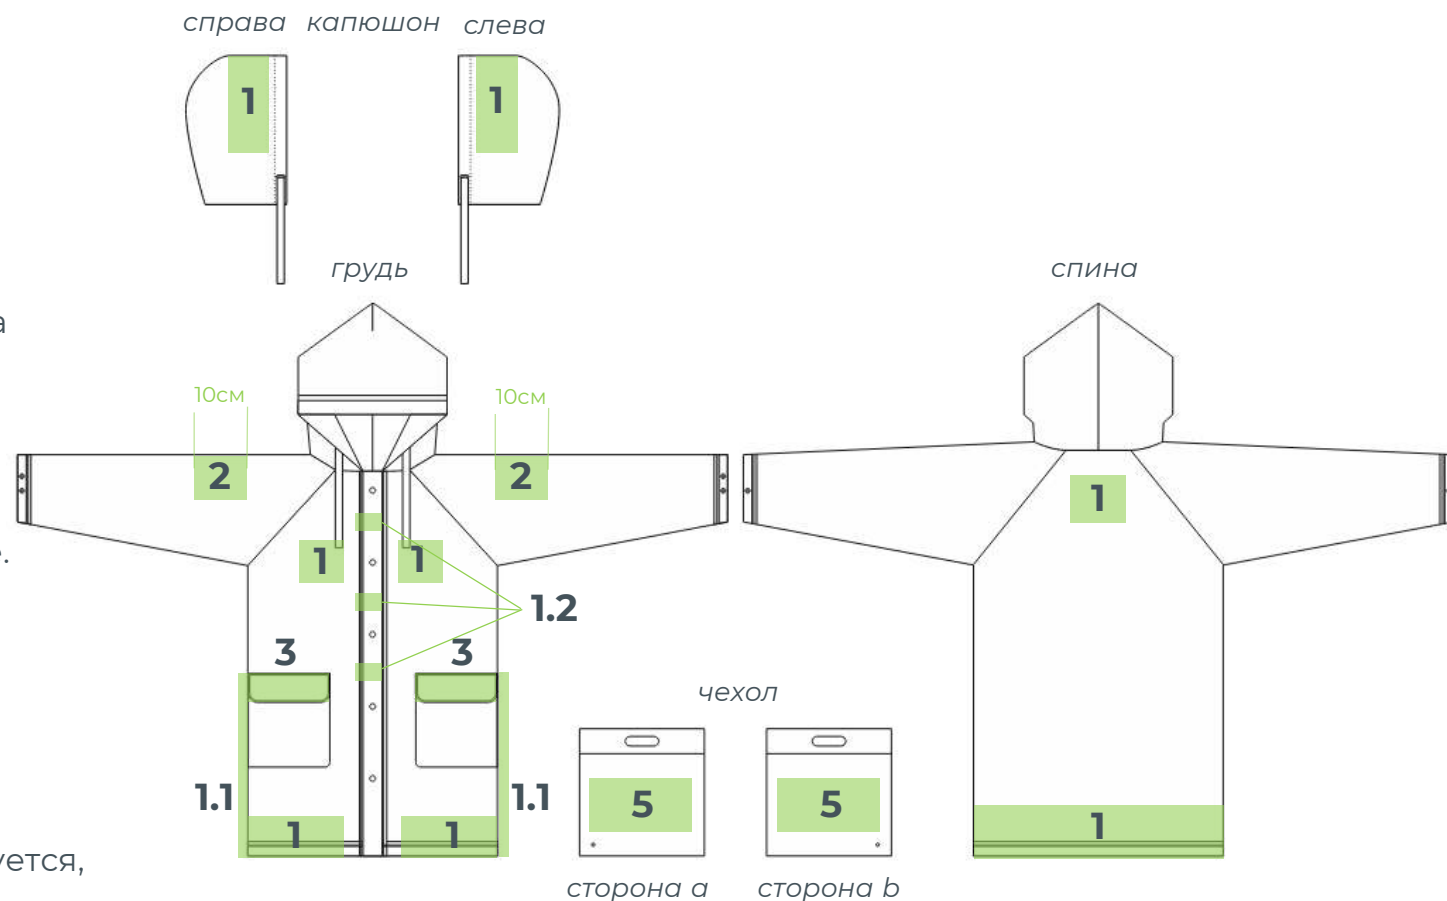 справа капюшон слева
1 1
грудь спина
а
10см 10см
2 2 1
е.
1 1
1.2
3 3
чехол
1.1 1.1 5 5
1 1 1
уется,
сторона a сторона b